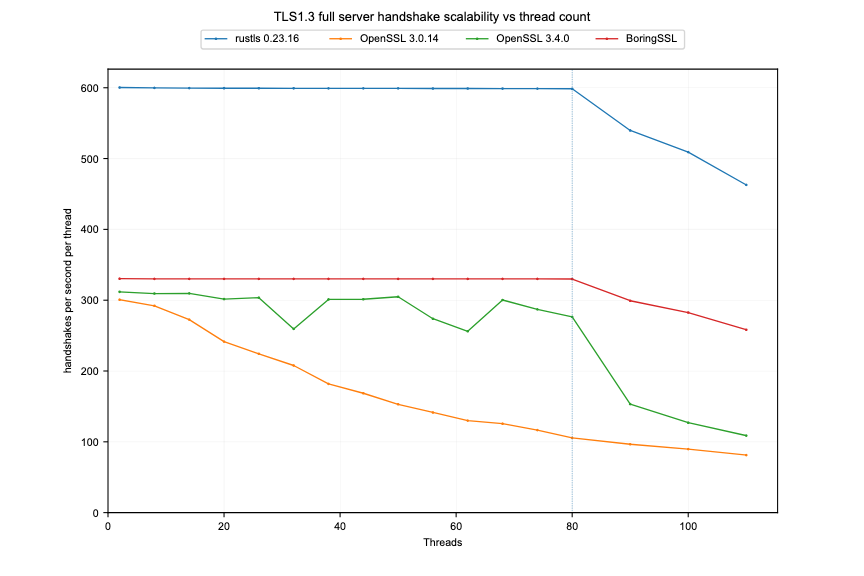 TLS1.3 full server handshake scalability vs thread count
rustls 0.23.16 OpenSSL 3.0.14 OpenSSL 3.4.0 BoringSSL
600
500
400
300
200
100
0
handshakes per second per thread
0 20 40 60 80 100
Threads